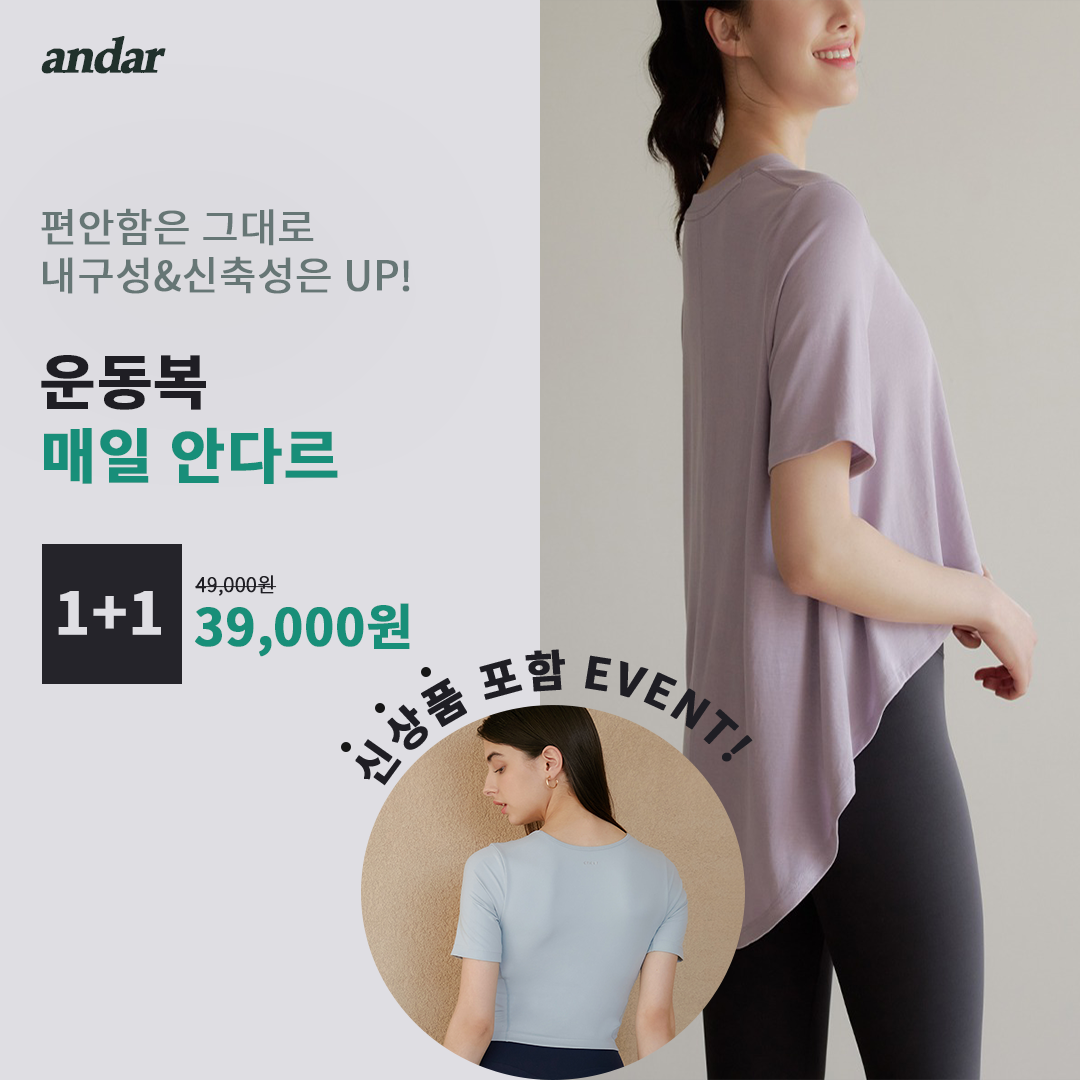 andar
편안함은 그대로
내구성&신축성은 UP!
운동복
매일 안다르
1+1
49,000원
39,000원
신상품 포함 EVENT!